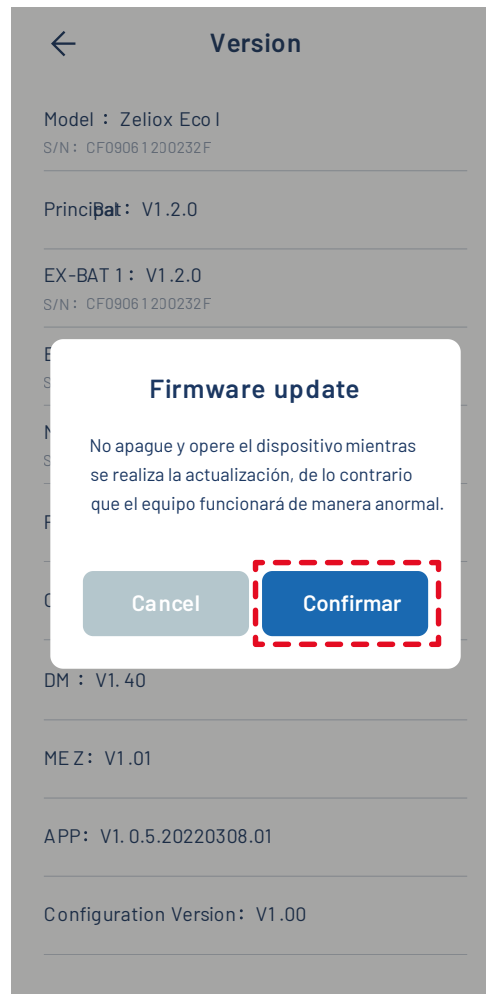 Version
Model : Zeliox Eco I
S/N : CF09061200232F
V1.2.0
EX-BAT 1 : V1.2.0
S/N : CF09061200232F
Firmware update
No apague y opere el dispositivo mientras
se realiza la actualización, de lo contrario
que el equipo funcionará de manera anormal.
Cancel
Confirmar
DM : V1.40
ME Z: V1.01
APP: V1.0.5.20220308.01
Configuration Version: V1.00